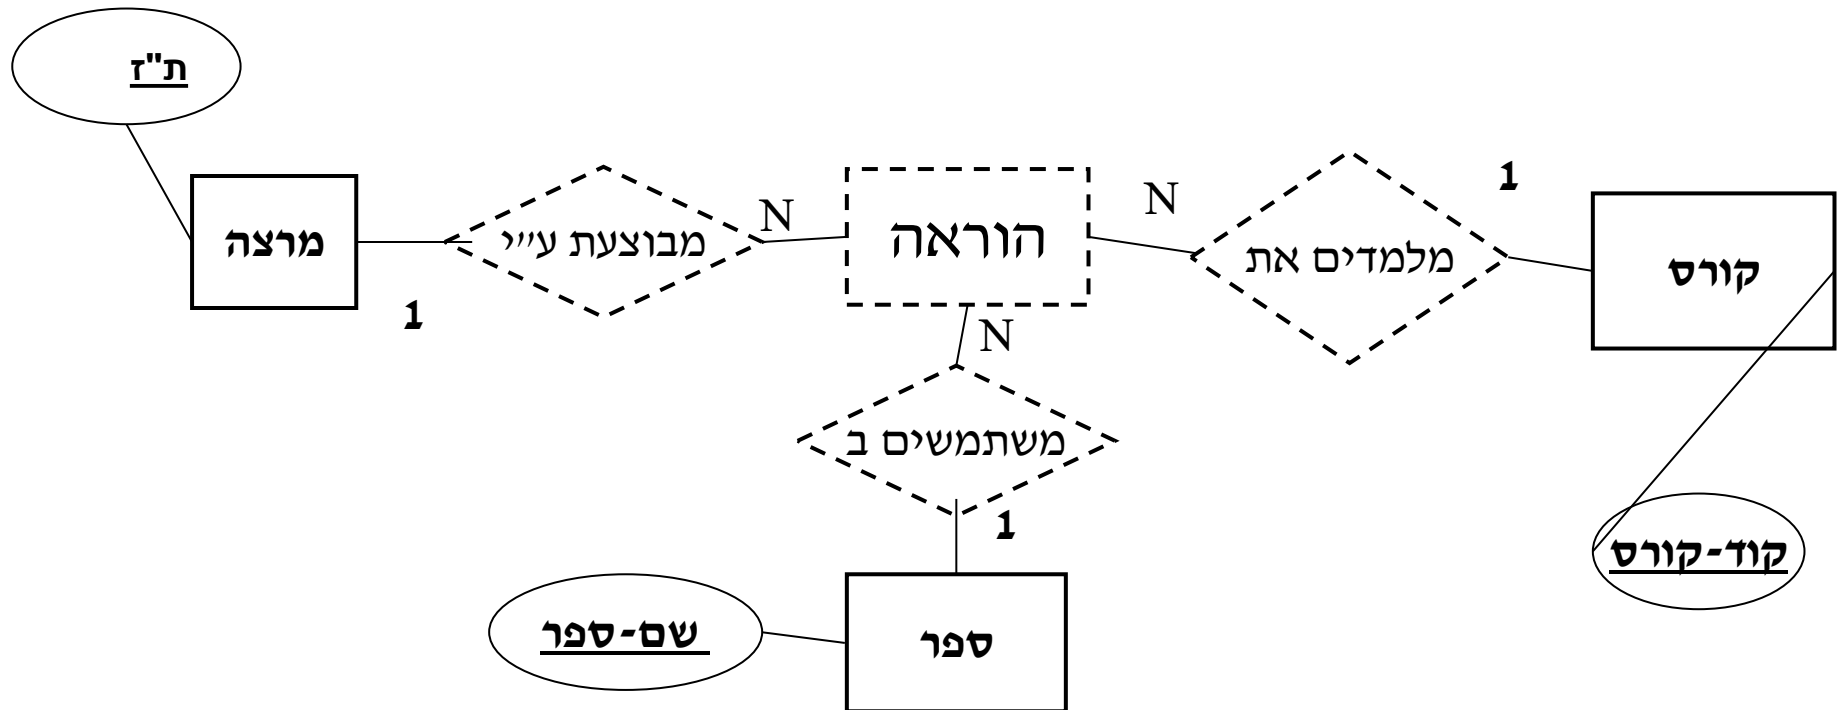 ת"ז
1
N
הוראה
N
קורס
מלמדים את
מבוצעת ע״י
מרצה
1
N
משתמשים ב
1
קוד-קורס
שם-ספר
ספר